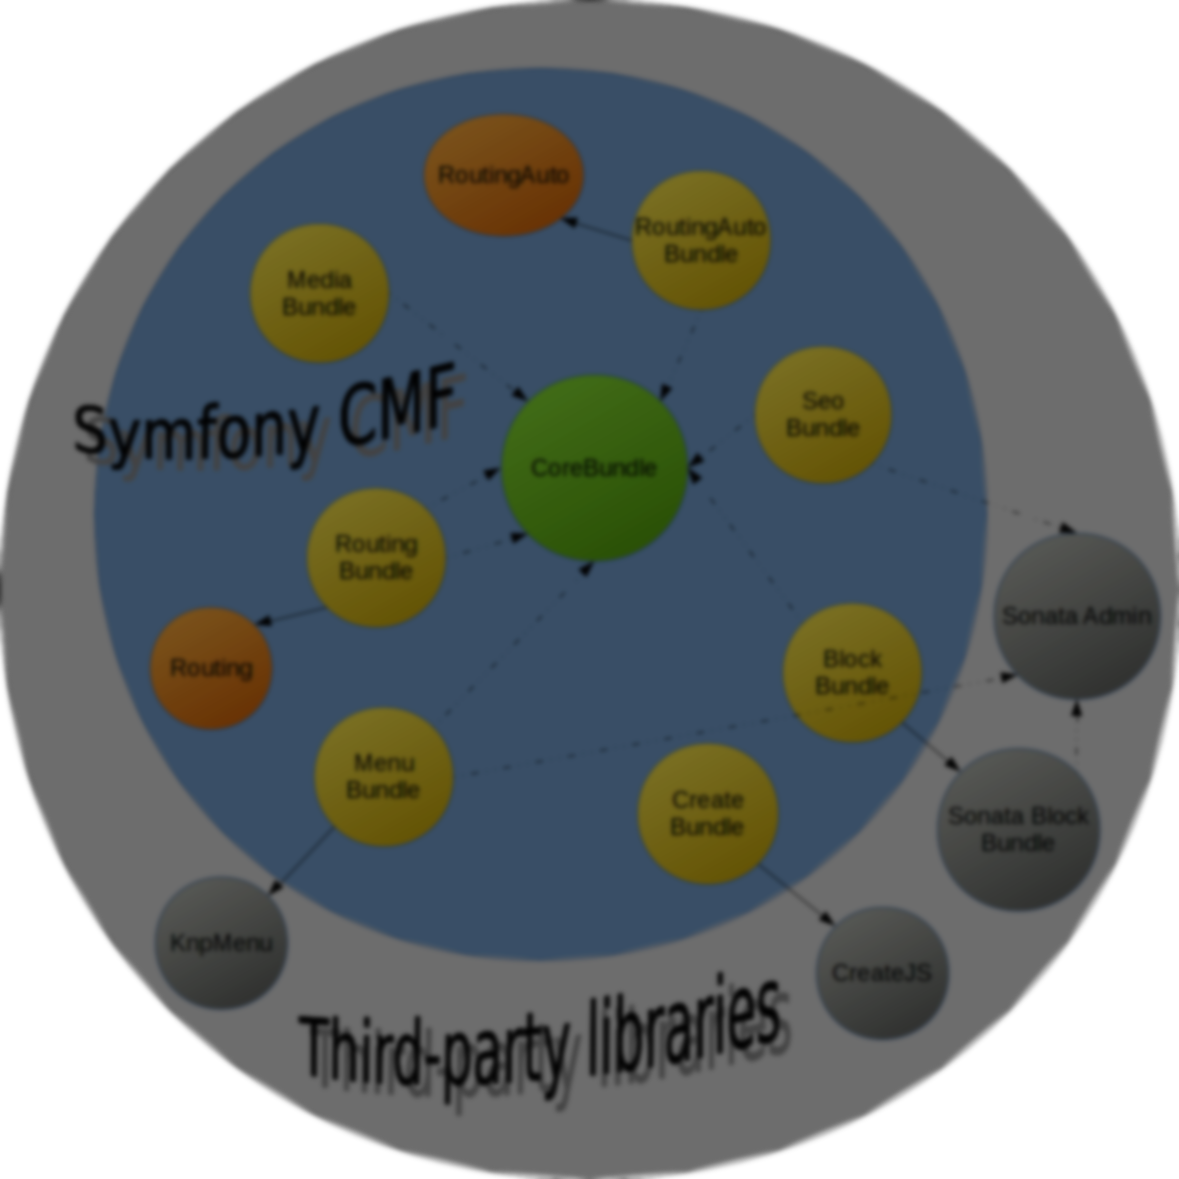 RoutingAuto
RoutingAuto
Bundle
Media
Bundle
Symfony CMF
Seo
Bundle
CoreBundle
Routing
Bundle
Sonata Admin
Routing
Block
Bundle
Menu
Bundle
Create
Bundle
Sonata Block
Bundle
KnpMenu
CreateJS
Third-party libraries